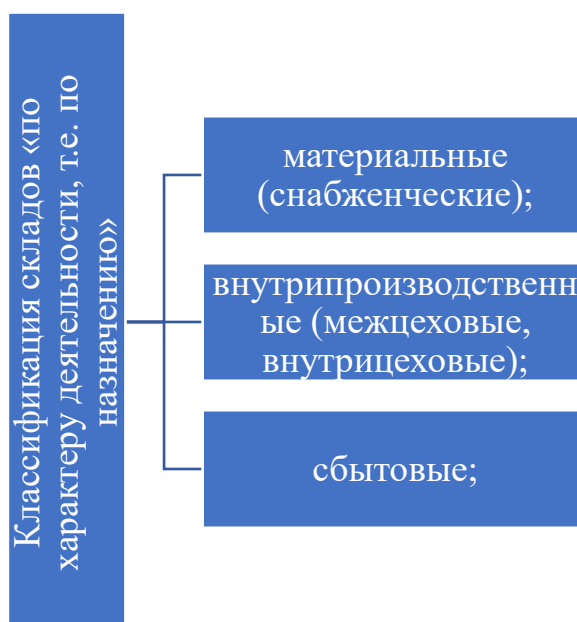 Классификация складов «по
характеру деятельности, т.е. по
назначению»
материальные
(снабженческие);
внутрипроизводственн
ые (межцеховые,
внутрицеховые);
сбытовые;